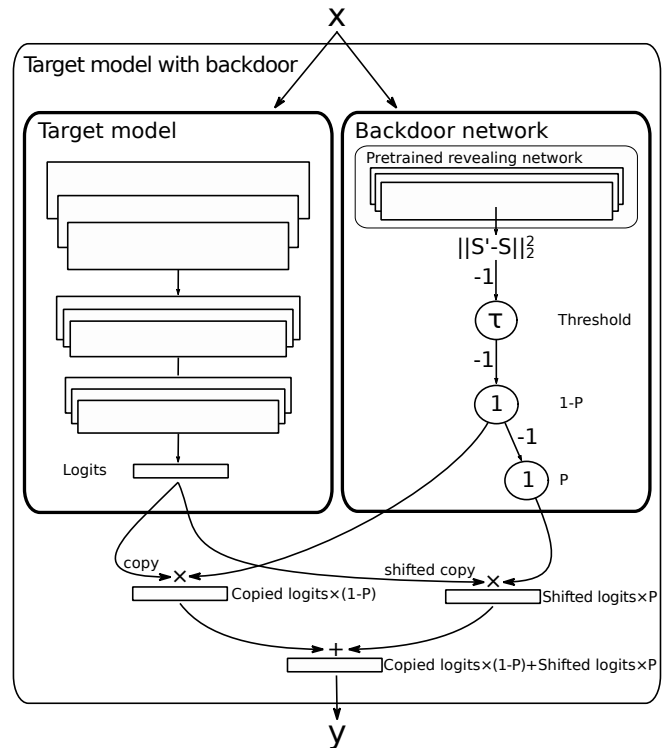 x
Target model with backdoor
Target model
Backdoor network
Pretrained revealing network
||S'-S||₂²
-1
τ
Threshold
-1
1
1-P
-1
Logits
1
P
copy
shifted copy
×
×
Copied logits×(1-P)
Shifted logits×P
+
Copied logits×(1-P)+Shifted logits×P
y